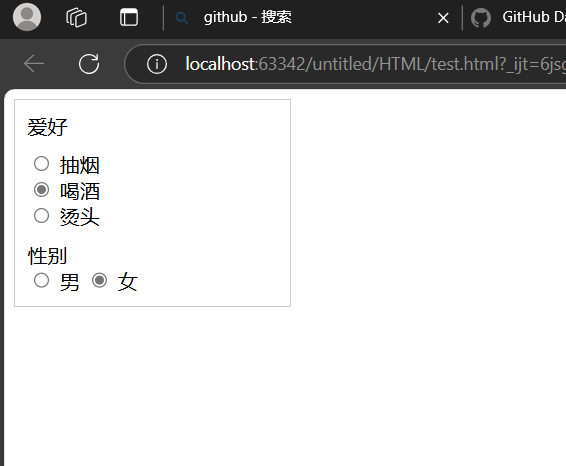 github - 搜索
GitHub Da
localhost:63342/untitled/HTML/test.html?_ijt=6jsg
爱好
抽烟
喝酒
烫头
性别
男 女